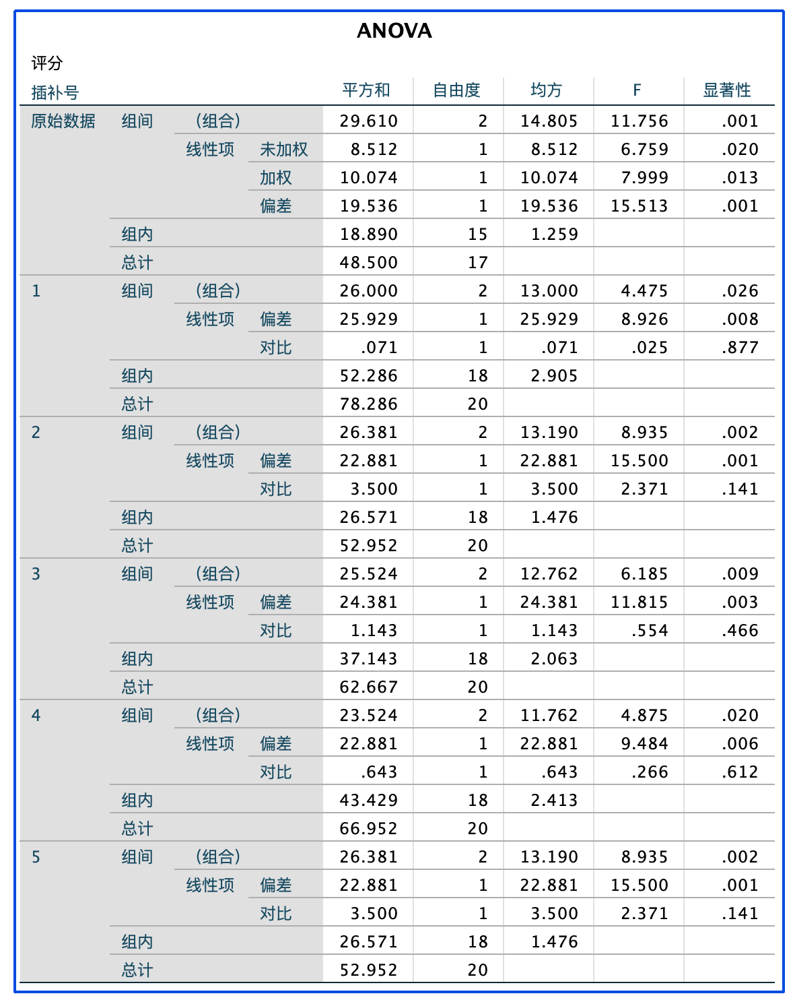 ANOVA
评分
插补号 平方和 自由度 均方 F 显著性
原始数据 组间 （组合） 29.610 2 14.805 11.756 .001
线性项 未加权 8.512 1 8.512 6.759 .020
加权 10.074 1 10.074 7.999 .013
偏差 19.536 1 19.536 15.513 .001
组内 18.890 15 1.259
总计 48.500 17
1 组间 （组合） 26.000 2 13.000 4.475 .026
线性项 偏差 25.929 1 25.929 8.926 .008
对比 .071 1 .071 .025 .877
组内 52.286 18 2.905
总计 78.286 20
2 组间 （组合） 26.381 2 13.190 8.935 .002
线性项 偏差 22.881 1 22.881 15.500 .001
对比 3.500 1 3.500 2.371 .141
组内 26.571 18 1.476
总计 52.952 20
3 组间 （组合） 25.524 2 12.762 6.185 .009
线性项 偏差 24.381 1 24.381 11.815 .003
对比 1.143 1 1.143 .554 .466
组内 37.143 18 2.063
总计 62.667 20
4 组间 （组合） 23.524 2 11.762 4.875 .020
线性项 偏差 22.881 1 22.881 9.484 .006
对比 .643 1 .643 .266 .612
组内 43.429 18 2.413
总计 66.952 20
5 组间 （组合） 26.381 2 13.190 8.935 .002
线性项 偏差 22.881 1 22.881 15.500 .001
对比 3.500 1 3.500 2.371 .141
组内 26.571 18 1.476
总计 52.952 20